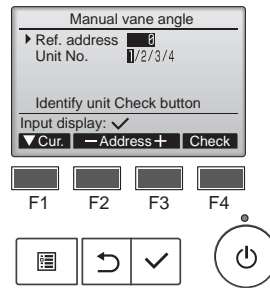 Manual vane angle
Ref. address 0
Unit No. 1/2/3/4
Identify unit Check button
Input display: ✓
▼Cur. －Address＋ Check
F1 F2 F3 F4